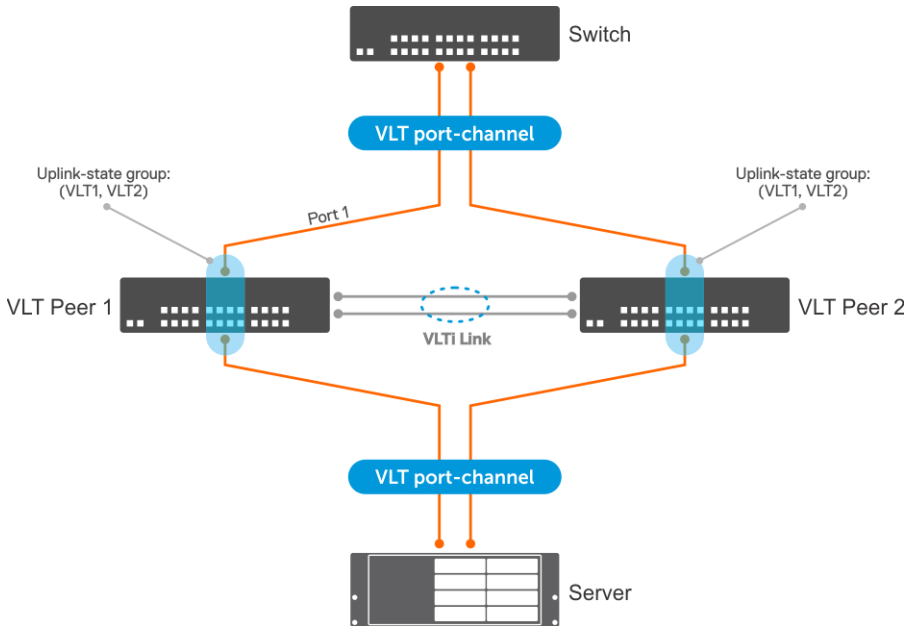 Switch
VLT port-channel
Uplink-state group:
(VLT1, VLT2)
Uplink-state group:
(VLT1, VLT2)
Port 1
VLT Peer 1
VLT Peer 2
VLTi Link
VLT port-channel
Server